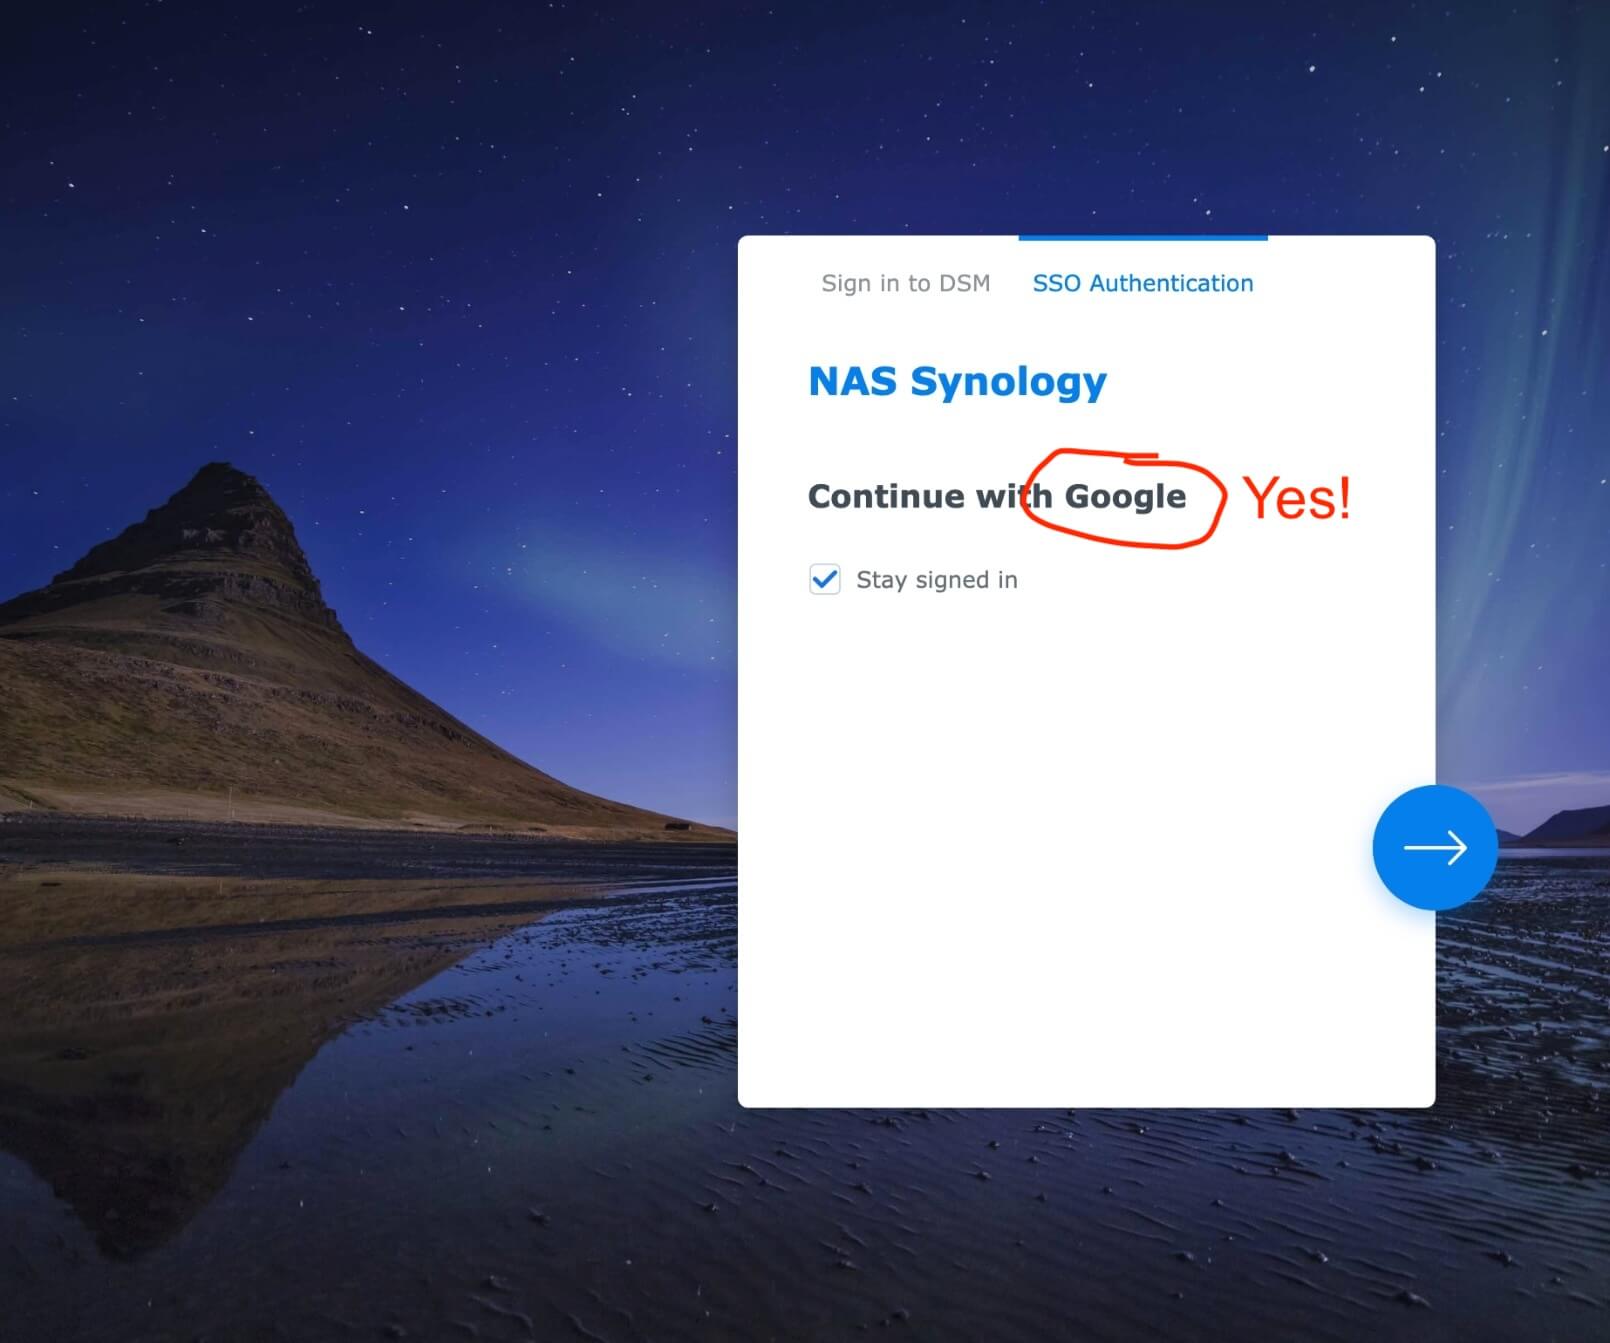 Sign in to DSM SSO Authentication
NAS Synology
Continue with Google Yes!
Stay signed in